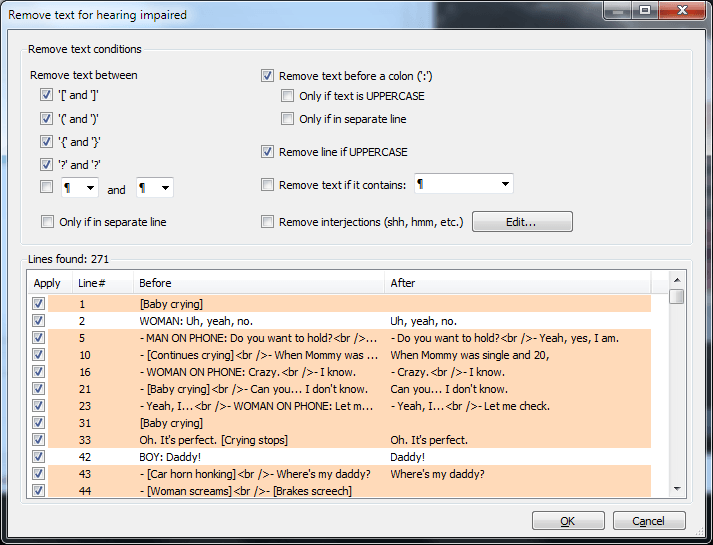 Remove text for hearing impaired
Remove text conditions
Remove text between
'[' and ']'
'(' and ')'
'{' and '}'
'?' and '?'
¶ and ¶
Only if in separate line
Remove text before a colon (':')
Only if text is UPPERCASE
Only if in separate line
Remove line if UPPERCASE
Remove text if it contains: ¶
Remove interjections (shh, hmm, etc.) Edit...
Lines found: 271
Apply Line# Before After
1 [Baby crying]
2 WOMAN: Uh, yeah, no. Uh, yeah, no.
5 - MAN ON PHONE: Do you want to hold?<br />... - Do you want to hold?<br />- Yeah, yes, I am.
10 - [Continues crying]<br />- When Mommy was ... When Mommy was single and 20,
16 - WOMAN ON PHONE: Crazy.<br />- I know. - Crazy.<br />- I know.
21 - [Baby crying]<br />- Can you... I don't know. Can you... I don't know.
23 - Yeah, I...<br />- WOMAN ON PHONE: Let m... - Yeah, I...<br />- Let me check.
31 [Baby crying]
33 Oh. It's perfect. [Crying stops] Oh. It's perfect.
42 BOY: Daddy! Daddy!
43 - [Car horn honking]<br />- Where's my daddy? Where's my daddy?
44 - [Woman screams]<br />- [Brakes screech]
OK Cancel